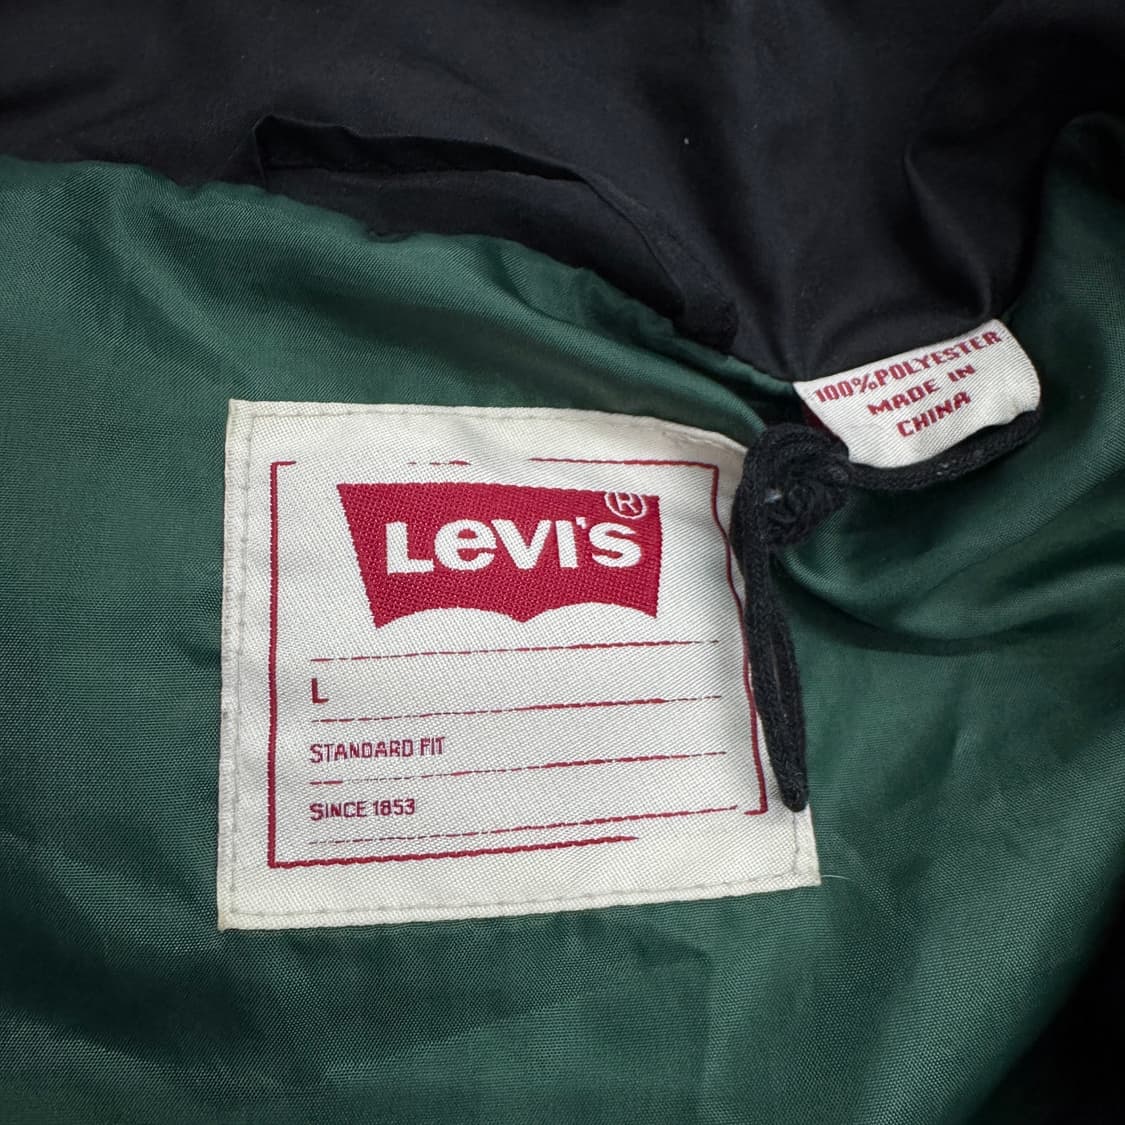 100% POLYESTER
MADE IN
CHINA
Levi's®
L
STANDARD FIT
SINCE 1853